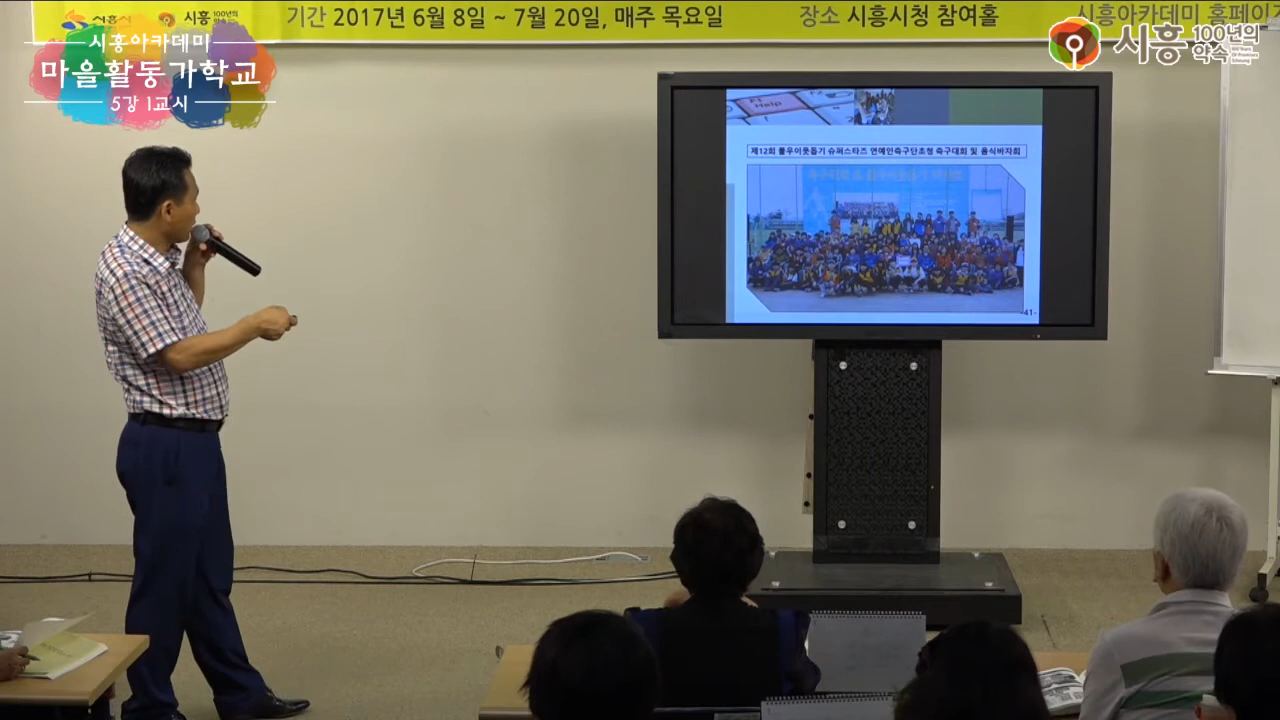 시흥시 시흥 100년의 약속
기간 2017년 6월 8일 ~ 7월 20일, 매주 목요일
장소 시흥시청 참여홀
시흥아카데미 홈페이지
시흥아카데미
마을활동가학교
5강 1교시
시흥 100년의 약속
F1
Help
제12회 불우이웃돕기 슈퍼스타즈 연예인축구단초청 축구대회 및 음식바자회
-41-